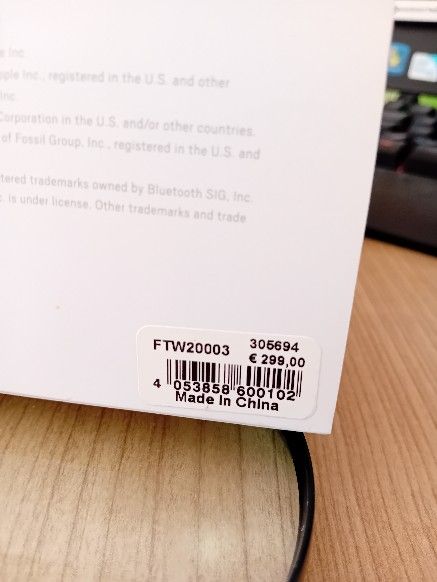 Inc.
Inc., registered in the U.S. and other
Inc.
Corporation in the U.S. and/or other countries.
of Fossil Group, Inc., registered in the U.S. and
trademarks owned by Bluetooth SIG, Inc.
is under license. Other trademarks and trade
FTW20003 305694
€ 299,00
4 053858 600102
Made In China